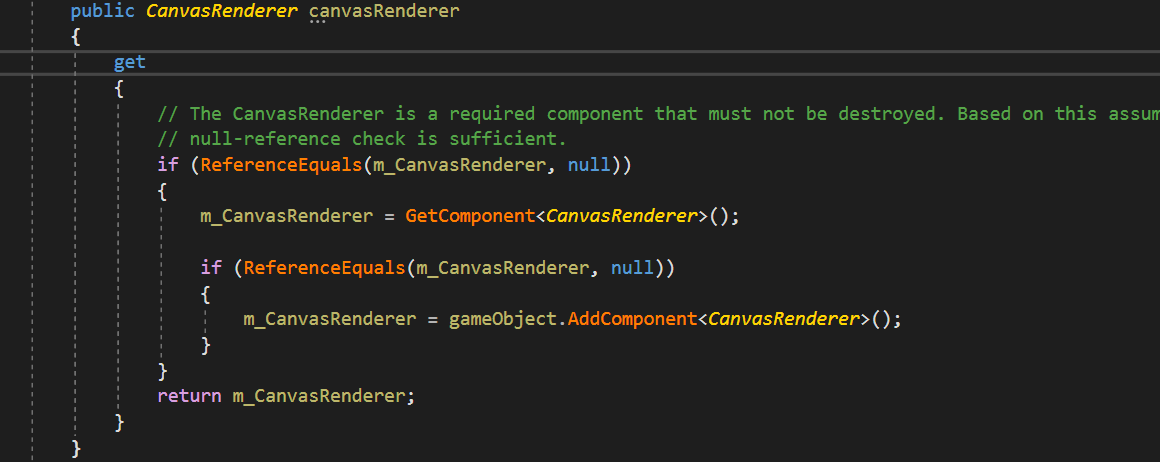 public CanvasRenderer canvasRenderer
{
get
{
// The CanvasRenderer is a required component that must not be destroyed. Based on this assum
// null-reference check is sufficient.
if (ReferenceEquals(m_CanvasRenderer, null))
{
m_CanvasRenderer = GetComponent<CanvasRenderer>();
if (ReferenceEquals(m_CanvasRenderer, null))
{
m_CanvasRenderer = gameObject.AddComponent<CanvasRenderer>();
}
}
return m_CanvasRenderer;
}
}